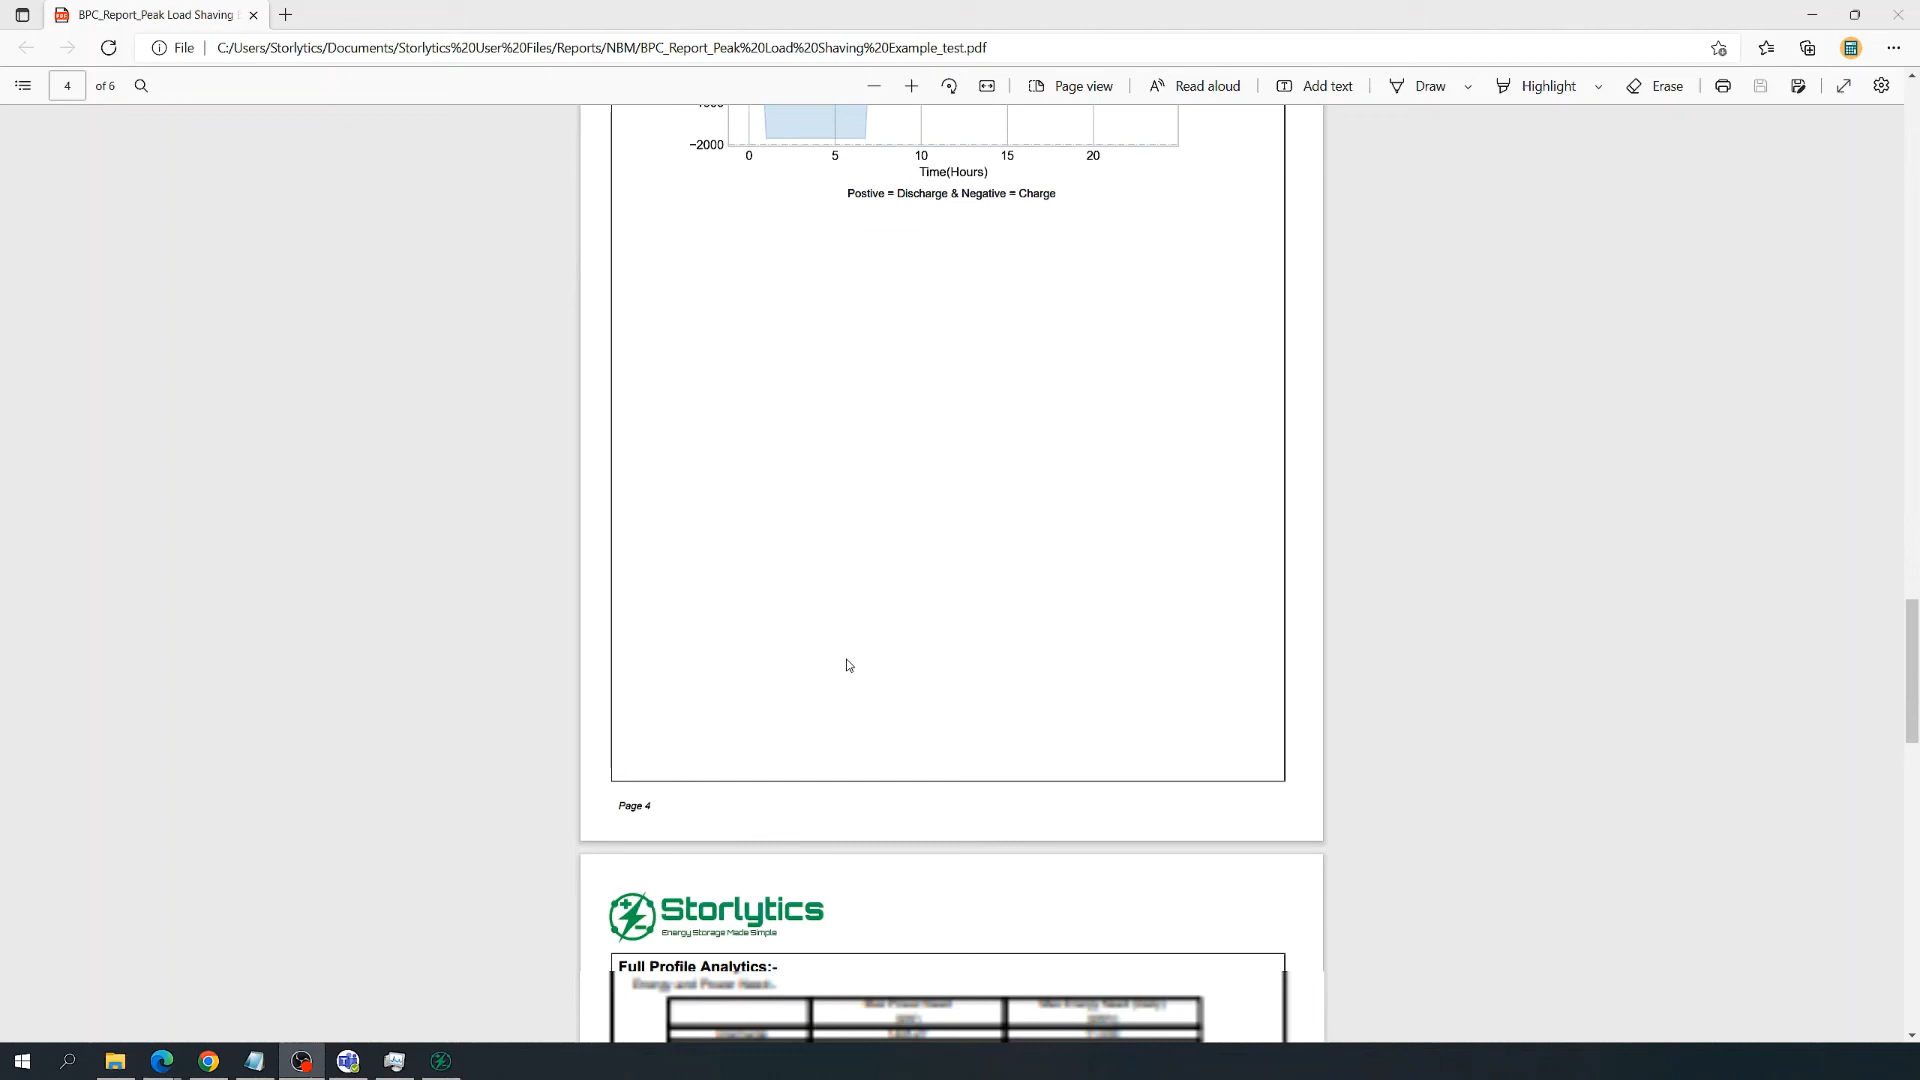 BPC_Report_Peak Load Shaving
File
C:/Users/Storlytics/Documents/Storlytics%20User%20Files/Reports/NBM/BPC_Report_Peak%20Load%20Shaving%20Example_test.pdf
4 of 6
Page view
Read aloud
Add text
Draw
Highlight
Erase
−2000
0 5 10 15 20
Time(Hours)
Postive = Discharge & Negative = Charge
Page 4
Storlytics
Energy Storage Made Simple
Full Profile Analytics:-